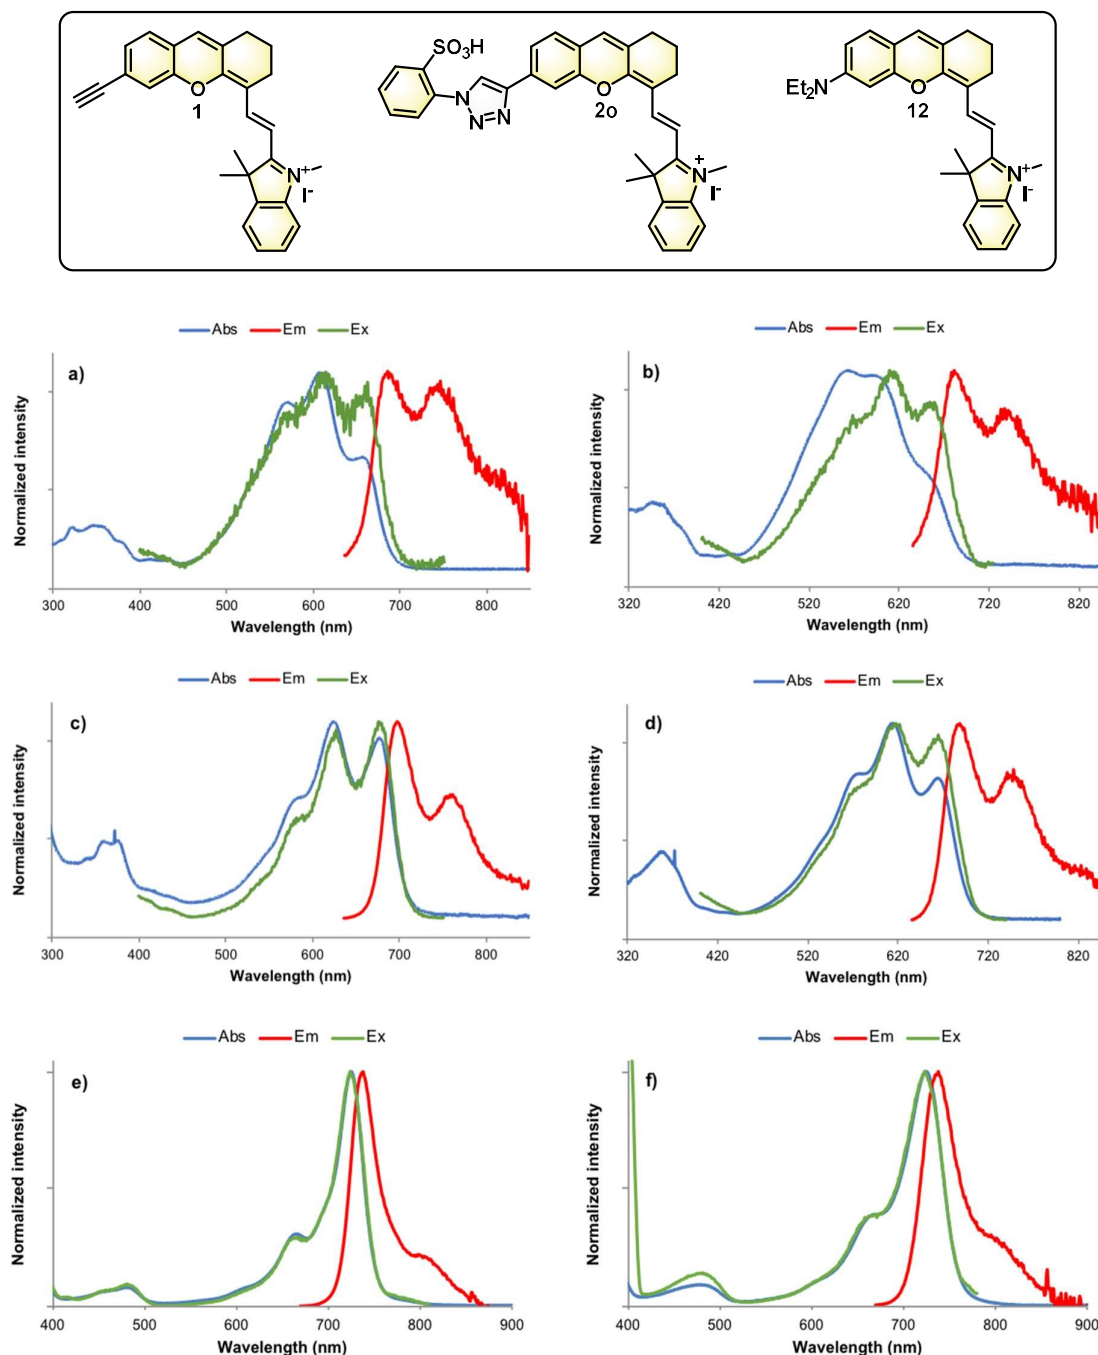 SO₃H
N
N
N=N
O
1
O
2o
Et₂N
O
12
N⁺
I⁻
N⁺
I⁻
N⁺
I⁻
Abs Em Ex
a)
Normalized intensity
300 400 500 600 700 800
Wavelength (nm)
Abs Em Ex
b)
Normalized intensity
320 420 520 620 720 820
Wavelength (nm)
Abs Em Ex
c)
Normalized intensity
300 400 500 600 700 800
Wavelength (nm)
Abs Em Ex
d)
Normalized intensity
320 420 520 620 720 820
Wavelength (nm)
Abs Em Ex
e)
Normalized intensity
400 500 600 700 800 900
Wavelength (nm)
Abs Em Ex
f)
Normalized intensity
400 500 600 700 800 900
Wavelength (nm)